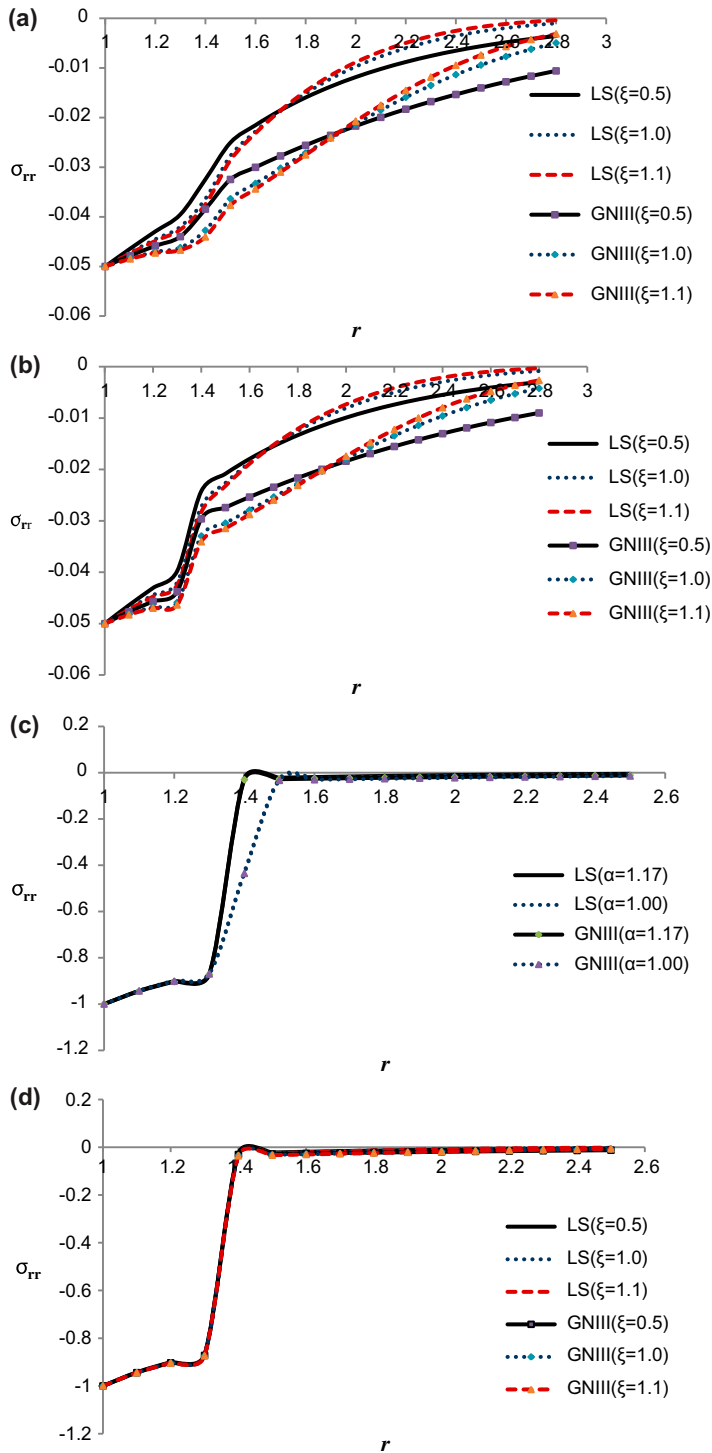 (a)
0
1 1.2 1.4 1.6 1.8 2 2.2 2.4 2.6 2.8 3
-0.01
-0.02
-0.03
-0.04
-0.05
-0.06
σrr
r
LS(ξ=0.5)
LS(ξ=1.0)
LS(ξ=1.1)
GNIII(ξ=0.5)
GNIII(ξ=1.0)
GNIII(ξ=1.1)
(b)
0
1 1.2 1.4 1.6 1.8 2 2.2 2.4 2.6 2.8 3
-0.01
-0.02
-0.03
-0.04
-0.05
-0.06
σrr
r
LS(ξ=0.5)
LS(ξ=1.0)
LS(ξ=1.1)
GNIII(ξ=0.5)
GNIII(ξ=1.0)
GNIII(ξ=1.1)
(c)
0.2
0
1 1.2 1.4 1.6 1.8 2 2.2 2.4 2.6
-0.2
-0.4
-0.6
-0.8
-1
-1.2
σrr
r
LS(α=1.17)
LS(α=1.00)
GNIII(α=1.17)
GNIII(α=1.00)
(d)
0.2
0
1 1.2 1.4 1.6 1.8 2 2.2 2.4 2.6
-0.2
-0.4
-0.6
-0.8
-1
-1.2
σrr
r
LS(ξ=0.5)
LS(ξ=1.0)
LS(ξ=1.1)
GNIII(ξ=0.5)
GNIII(ξ=1.0)
GNIII(ξ=1.1)